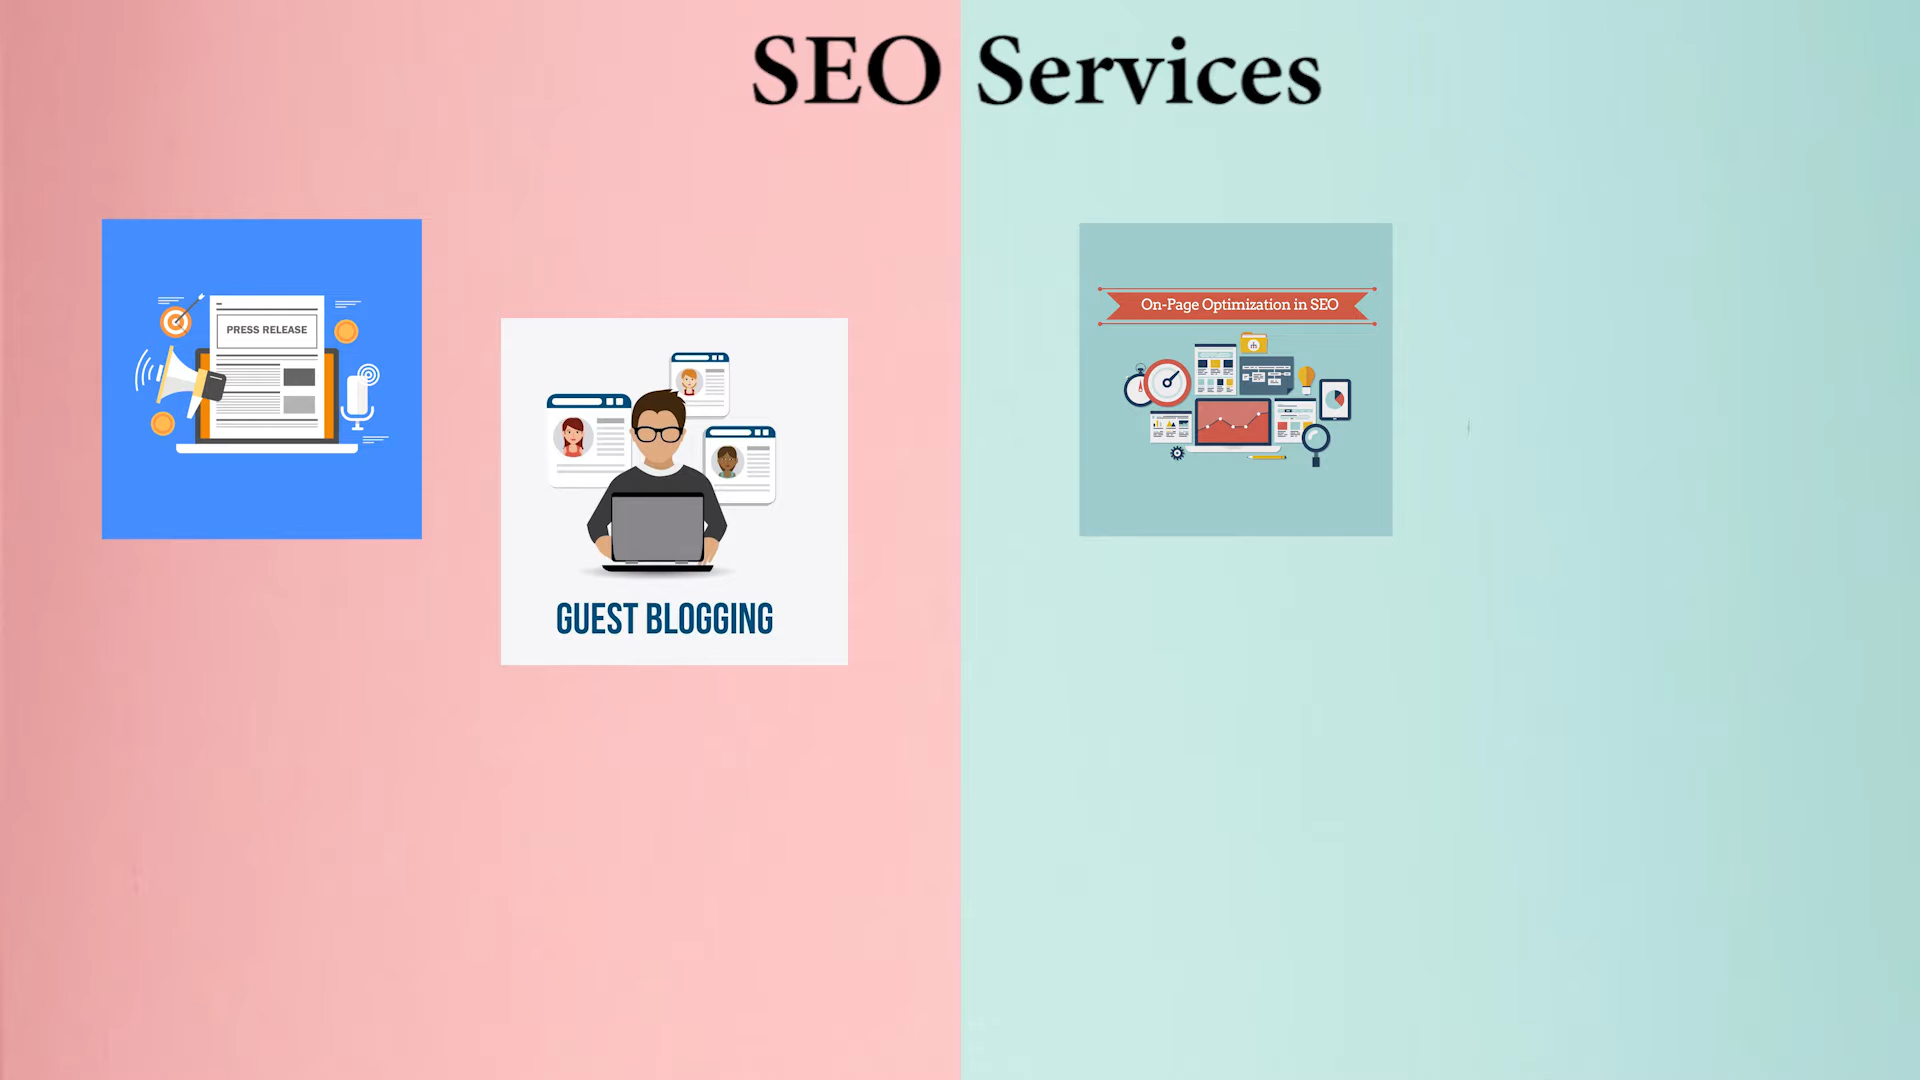 SEO Services
PRESS RELEASE
GUEST BLOGGING
On-Page Optimization in SEO